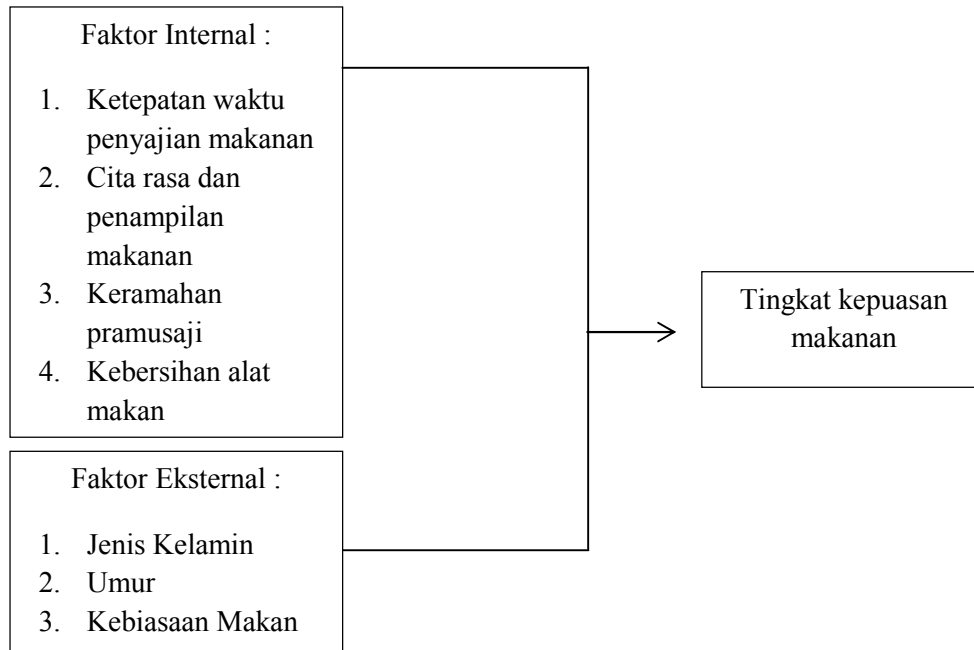 Faktor Internal :
1. Ketepatan waktu
penyajian makanan
2. Cita rasa dan
penampilan
makanan
3. Keramahan
pramusaji
4. Kebersihan alat
makan
Faktor Eksternal :
1. Jenis Kelamin
2. Umur
3. Kebiasaan Makan
Tingkat kepuasan
makanan